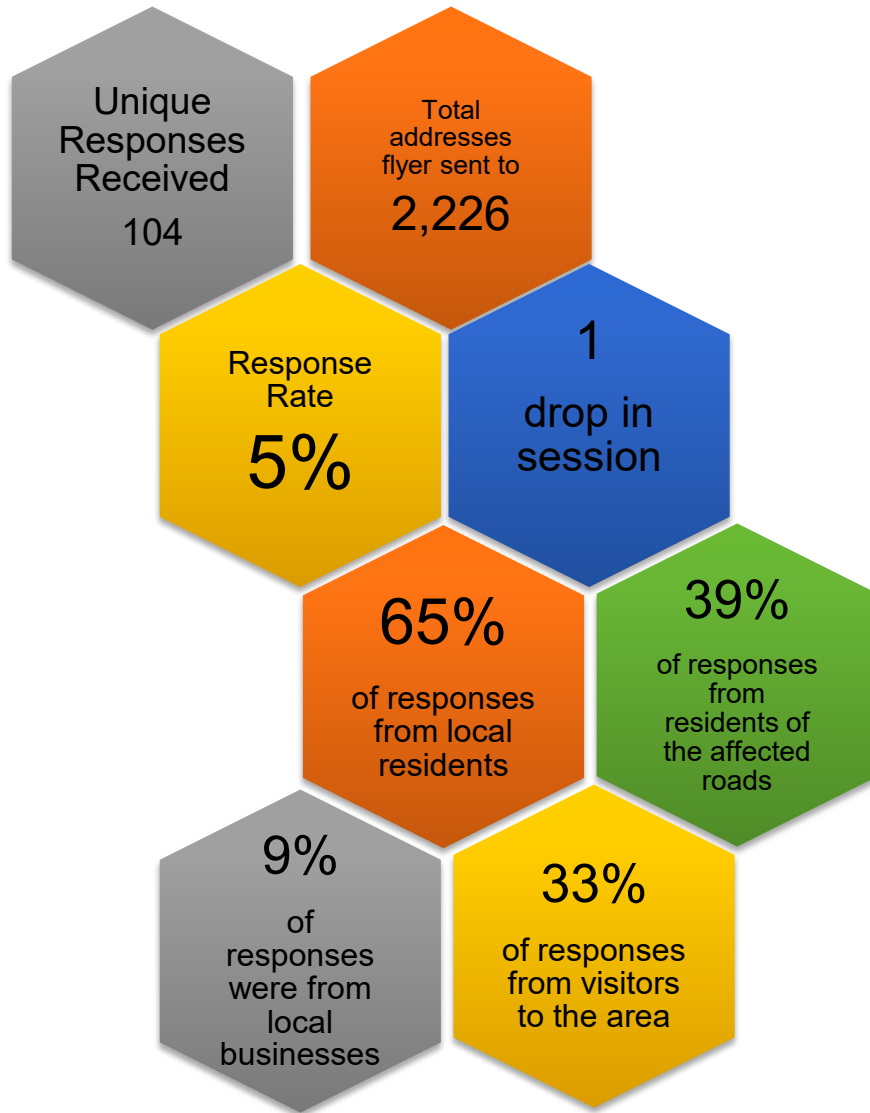 Unique
Responses
Received
104
Total
addresses
flyer sent to
2,226
Response
Rate
5%
1
drop in
session
65%
of responses
from local
residents
39%
of responses
from
residents of
the affected
roads
9%
of
responses
were from
local
businesses
33%
of responses
from visitors
to the area